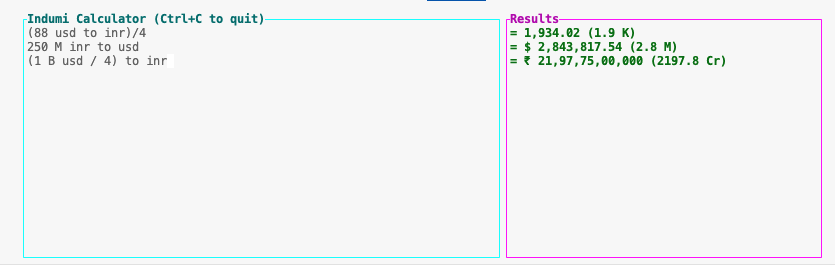 Indumi Calculator (Ctrl+C to quit)
(88 usd to inr)/4
250 M inr to usd
(1 B usd / 4) to inr
Results
= 1,934.02 (1.9 K)
= $ 2,843,817.54 (2.8 M)
= ₹ 21,97,75,00,000 (2197.8 Cr)